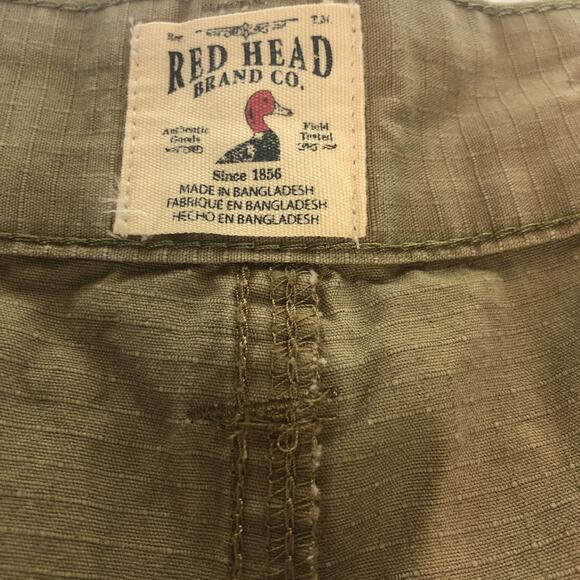 Reg. T.M.
RED HEAD
BRAND CO.
Authentic Field
Goods Tested
Since 1856
MADE IN BANGLADESH
FABRIQUÉ EN BANGLADESH
HECHO EN BANGLADESH